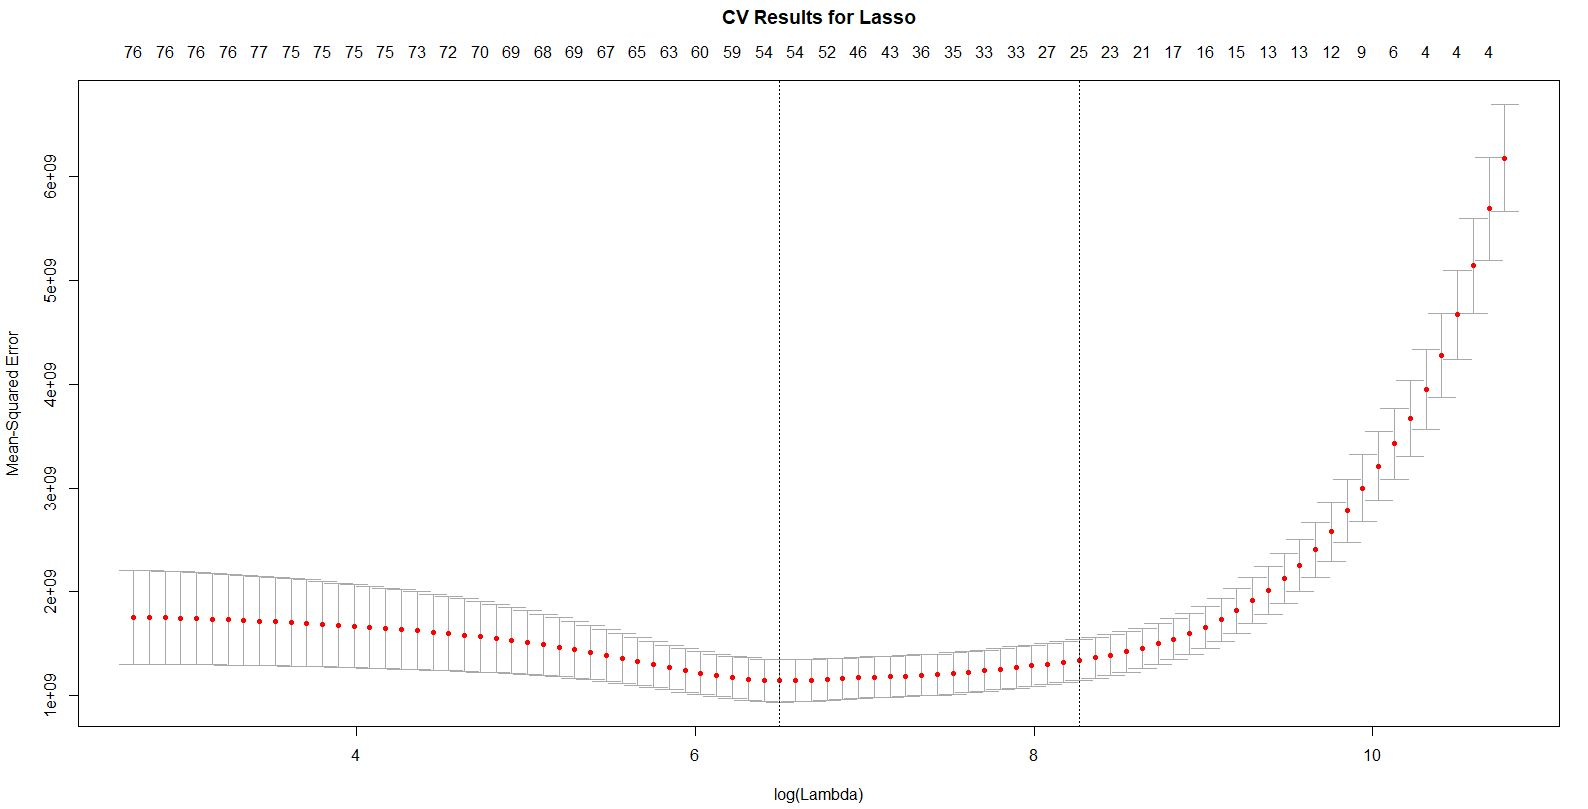 CV Results for Lasso
76 76 76 76 77 75 75 75 75 73 72 70 69 68 69 67 65 63 60 59 54 54 52 46 43 36 35 33 33 27 25 23 21 17 16 15 13 13 12 9 6 4 4 4
6e+09
5e+09
4e+09
3e+09
2e+09
1e+09
Mean-Squared Error
4 6 8 10
log(Lambda)